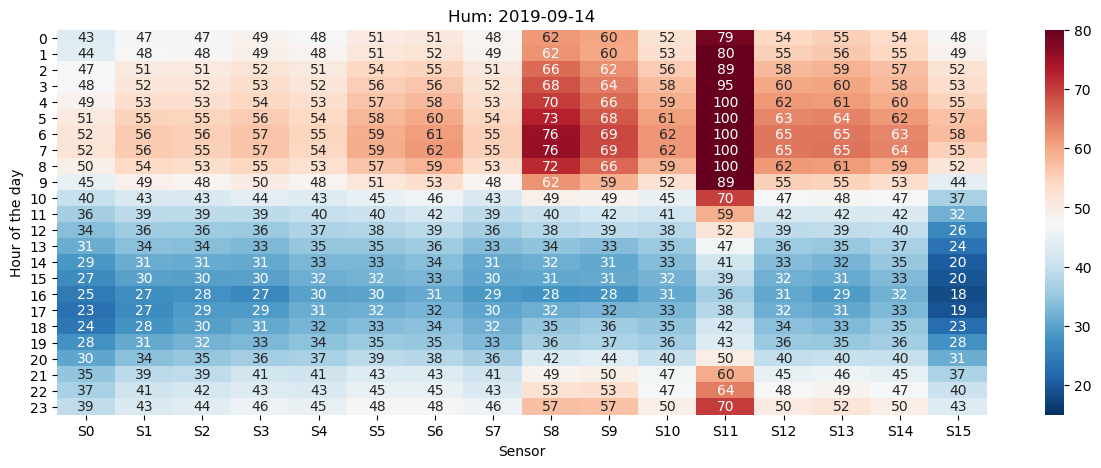 Hum: 2019-09-14
Hour of the day
0 43 47 47 49 48 51 51 48 62 60 52 79 54 55 54 48
1 44 48 48 49 48 51 52 49 62 60 53 80 55 56 55 49
2 47 51 51 52 51 54 55 51 66 62 56 89 58 59 57 52
3 48 52 52 53 52 56 56 52 68 64 58 95 60 60 58 53
4 49 53 53 54 53 57 58 53 70 66 59 100 62 61 60 55
5 51 55 55 56 54 58 60 54 73 68 61 100 63 64 62 57
6 52 56 56 57 55 59 61 55 76 69 62 100 65 65 63 58
7 52 56 55 57 54 59 62 55 76 69 62 100 65 65 64 55
8 50 54 53 55 53 57 59 53 72 66 59 100 62 61 59 52
9 45 49 48 50 48 51 53 48 62 59 52 89 55 55 53 44
10 40 43 43 44 43 45 46 43 49 49 45 70 47 48 47 37
11 36 39 39 39 40 40 42 39 40 42 41 59 42 42 42 32
12 34 36 36 36 37 38 39 36 38 39 38 52 39 39 40 26
13 31 34 34 33 35 35 36 33 34 33 35 47 36 35 37 24
14 29 31 31 31 33 33 34 31 32 31 33 41 33 32 35 20
15 27 30 30 30 32 32 33 30 31 31 32 39 32 31 33 20
16 25 27 28 27 30 30 31 29 28 28 31 36 31 29 32 18
17 23 27 29 29 31 32 32 30 32 32 33 38 32 31 33 19
18 24 28 30 31 32 33 34 32 35 36 35 42 34 33 35 23
19 28 31 32 33 34 35 35 33 36 37 36 43 36 35 36 28
20 30 34 35 36 37 39 38 36 42 44 40 50 40 40 40 31
21 35 39 39 41 41 43 43 41 49 50 47 60 45 46 45 37
22 37 41 42 43 43 45 45 43 53 53 47 64 48 49 47 40
23 39 43 44 46 45 48 48 46 57 57 50 70 50 52 50 43
S0 S1 S2 S3 S4 S5 S6 S7 S8 S9 S10 S11 S12 S13 S14 S15
Sensor
80
70
60
50
40
30
20